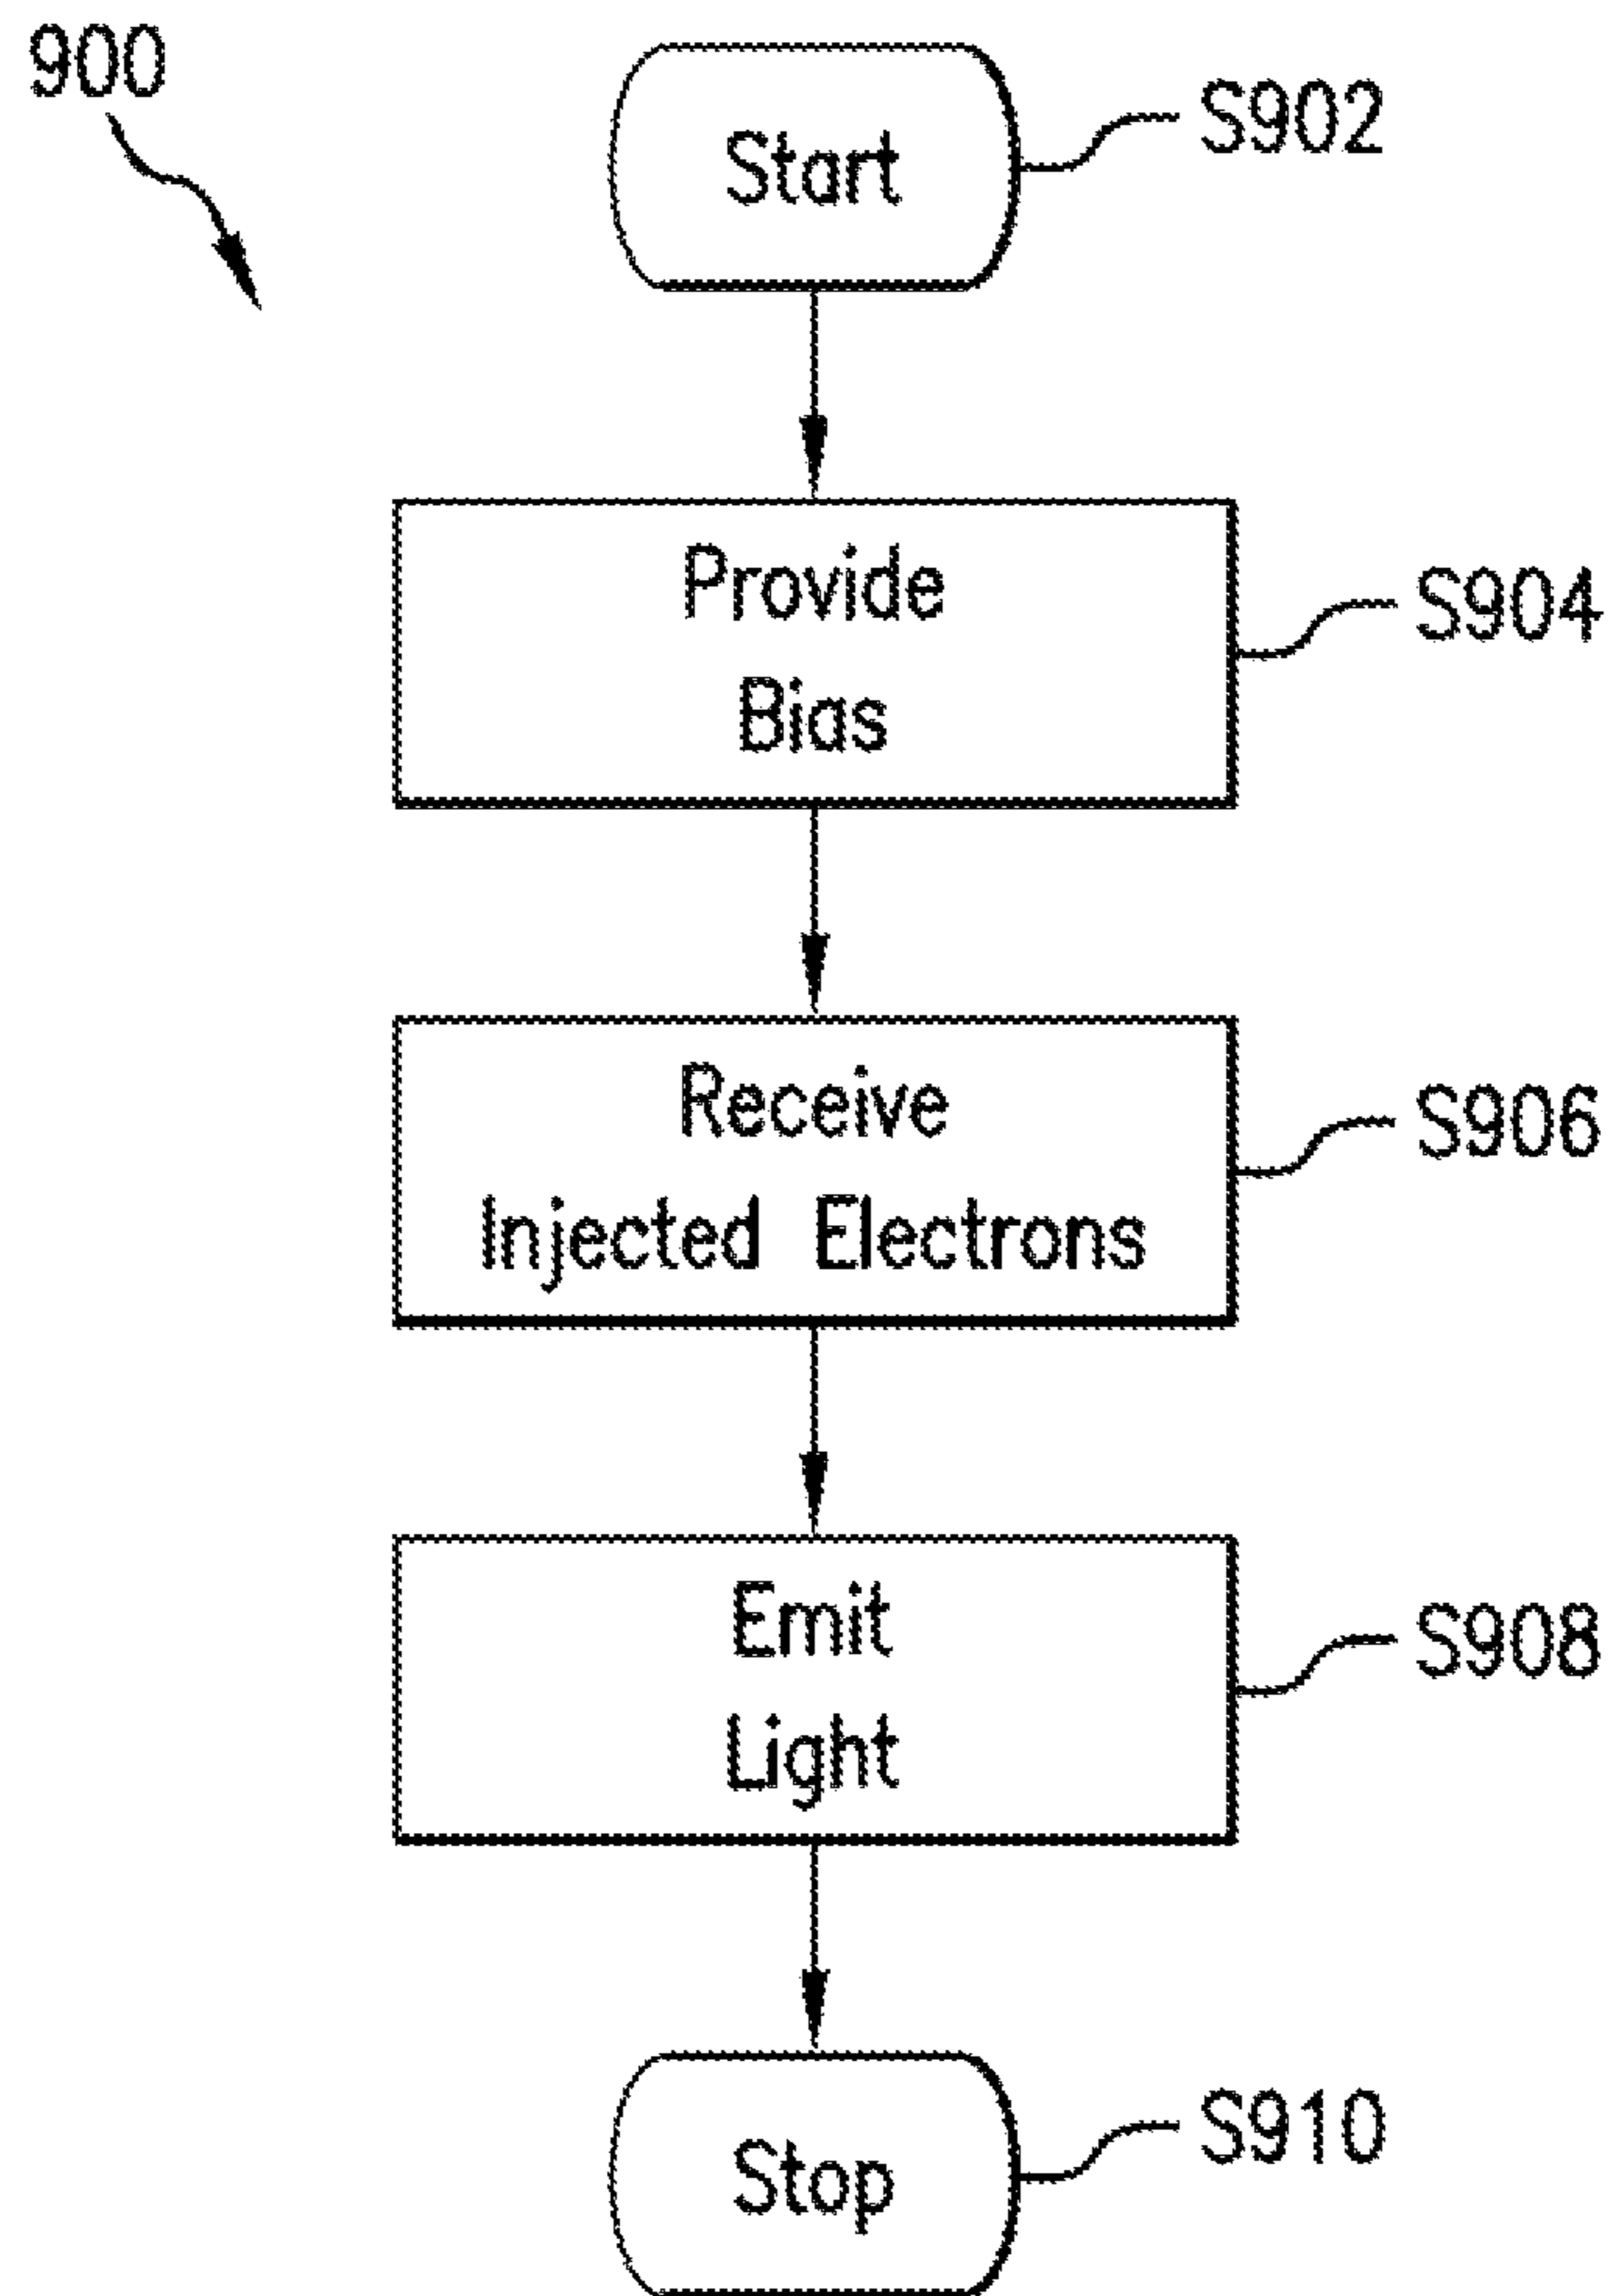 900
Start
S902
Provide
Bias
S904
Receive
Injected Electrons
S906
Emit
Light
S908
Stop
S910